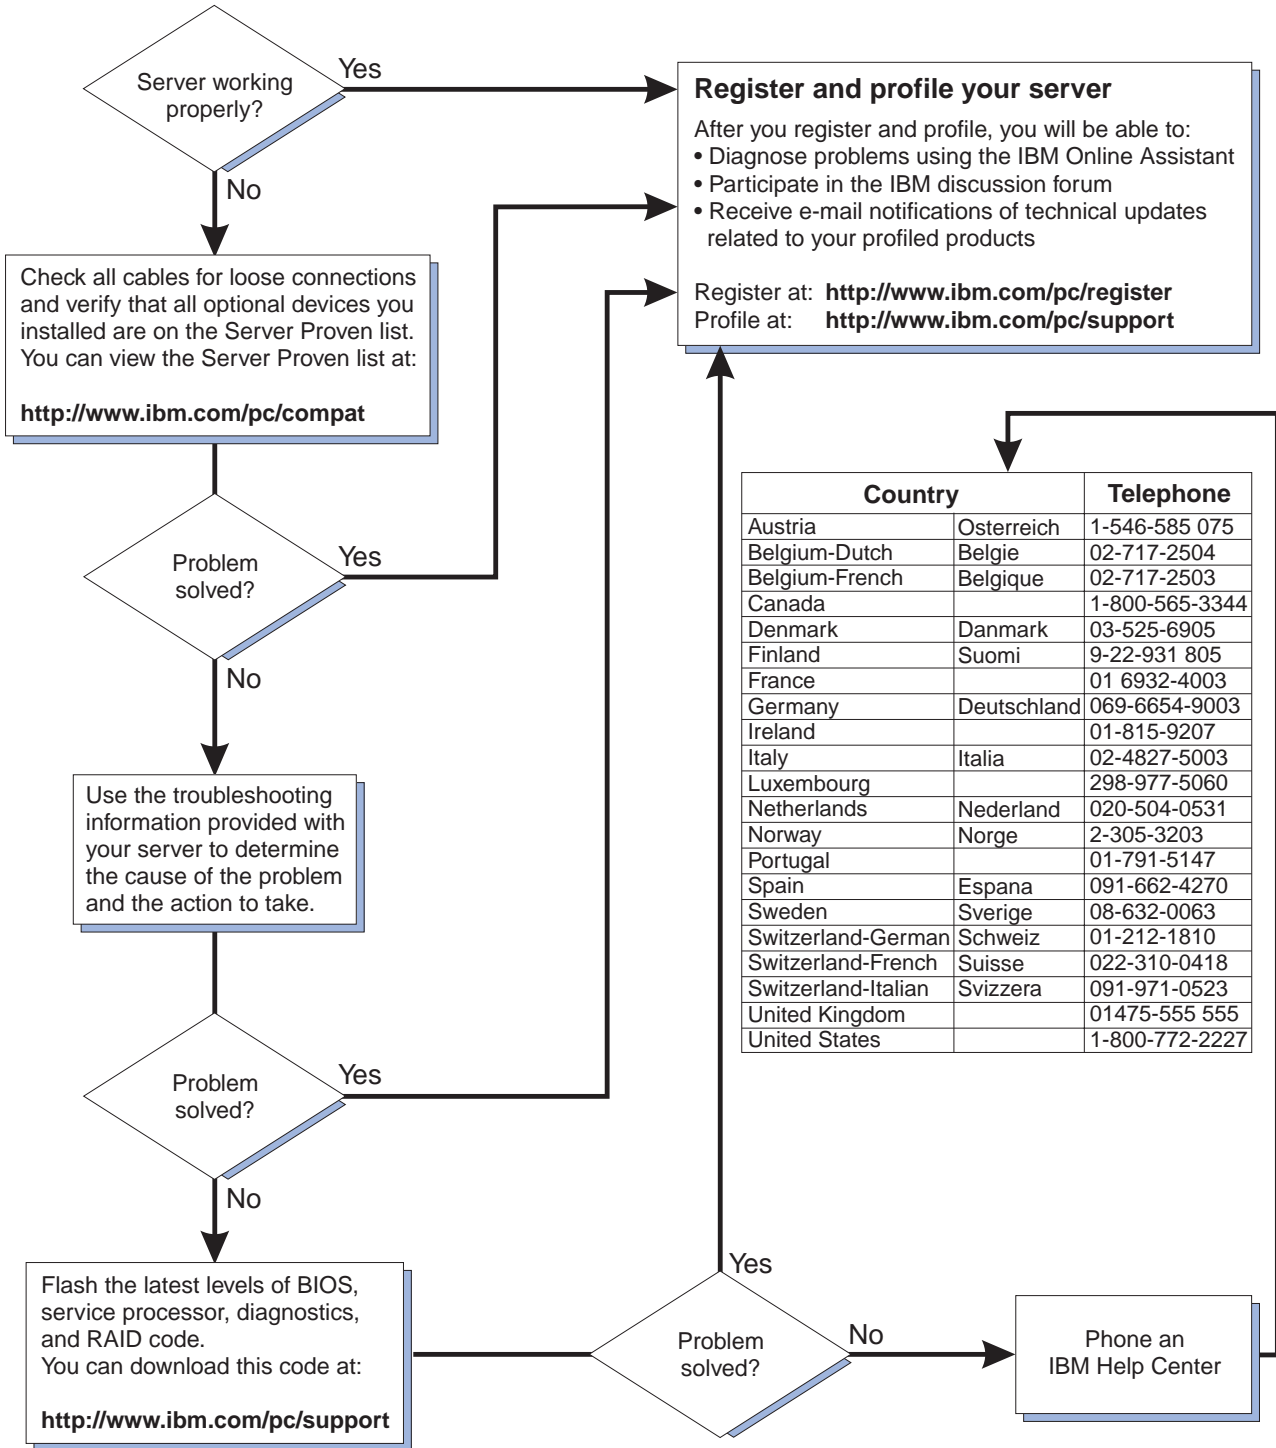 Server working
properly?
Yes
No
Register and profile your server
After you register and profile, you will be able to:
• Diagnose problems using the IBM Online Assistant
• Participate in the IBM discussion forum
• Receive e-mail notifications of technical updates
related to your profiled products
Register at: http://www.ibm.com/pc/register
Profile at: http://www.ibm.com/pc/support
Check all cables for loose connections
and verify that all optional devices you
installed are on the Server Proven list.
You can view the Server Proven list at:
http://www.ibm.com/pc/compat
Problem
solved?
Yes
No
Use the troubleshooting
information provided with
your server to determine
the cause of the problem
and the action to take.
Problem
solved?
Yes
No
Flash the latest levels of BIOS,
service processor, diagnostics,
and RAID code.
You can download this code at:
http://www.ibm.com/pc/support
Problem
solved?
Yes
No
Phone an
IBM Help Center
Country Telephone
Austria Osterreich 1-546-585 075
Belgium-Dutch Belgie 02-717-2504
Belgium-French Belgique 02-717-2503
Canada 1-800-565-3344
Denmark Danmark 03-525-6905
Finland Suomi 9-22-931 805
France 01 6932-4003
Germany Deutschland 069-6654-9003
Ireland 01-815-9207
Italy Italia 02-4827-5003
Luxembourg 298-977-5060
Netherlands Nederland 020-504-0531
Norway Norge 2-305-3203
Portugal 01-791-5147
Spain Espana 091-662-4270
Sweden Sverige 08-632-0063
Switzerland-German Schweiz 01-212-1810
Switzerland-French Suisse 022-310-0418
Switzerland-Italian Svizzera 091-971-0523
United Kingdom 01475-555 555
United States 1-800-772-2227